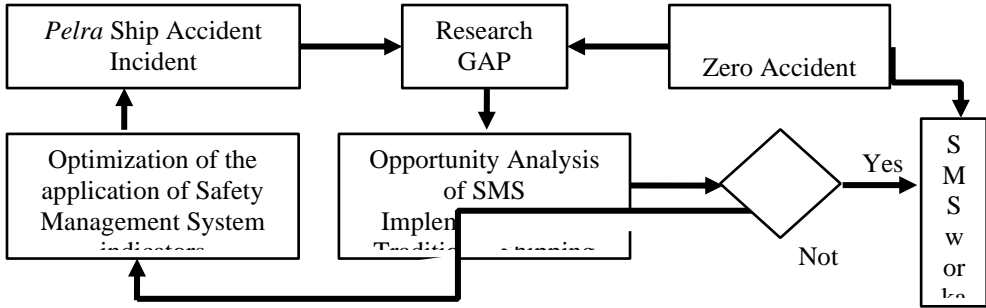 Pelra Ship Accident
Incident
Research
GAP
Zero Accident
Optimization of the
application of Safety
Management System
indicators
Opportunity Analysis
of SMS
Yes
Not
S
M
S
w
or